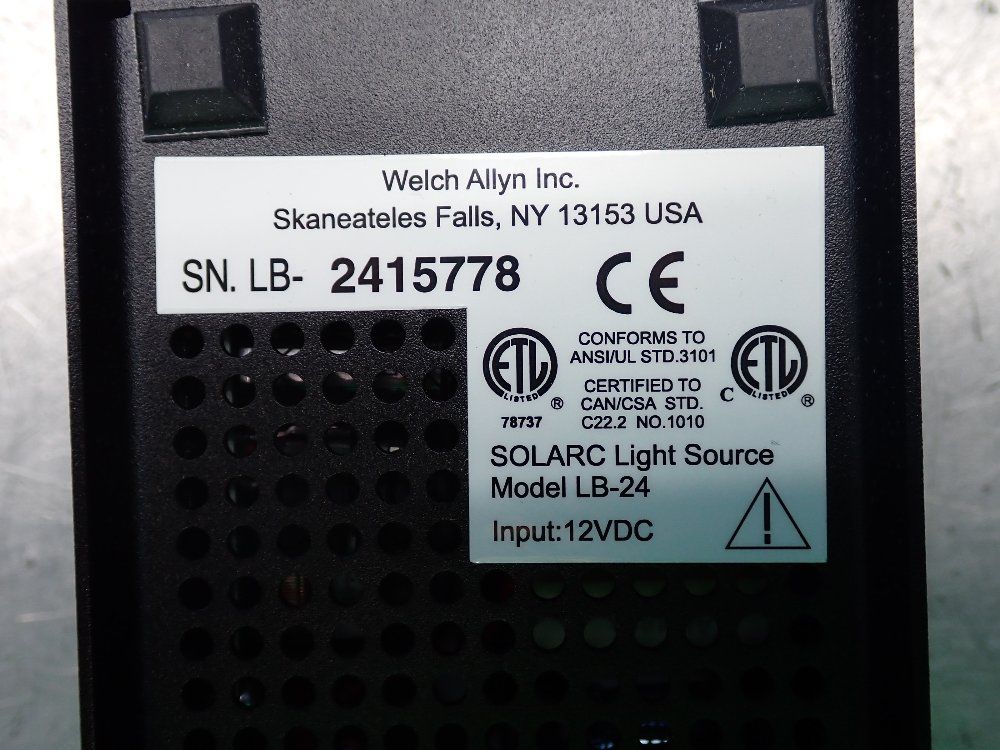 Welch Allyn Inc.
Skaneateles Falls, NY 13153 USA
SN. LB- 2415778
CE
ETL
LISTED
®
78737
CONFORMS TO
ANSI/UL STD.3101
CERTIFIED TO
CAN/CSA STD.
C22.2 NO.1010
C
ETL
LISTED
®
SOLARC Light Source
Model LB-24
Input:12VDC
!